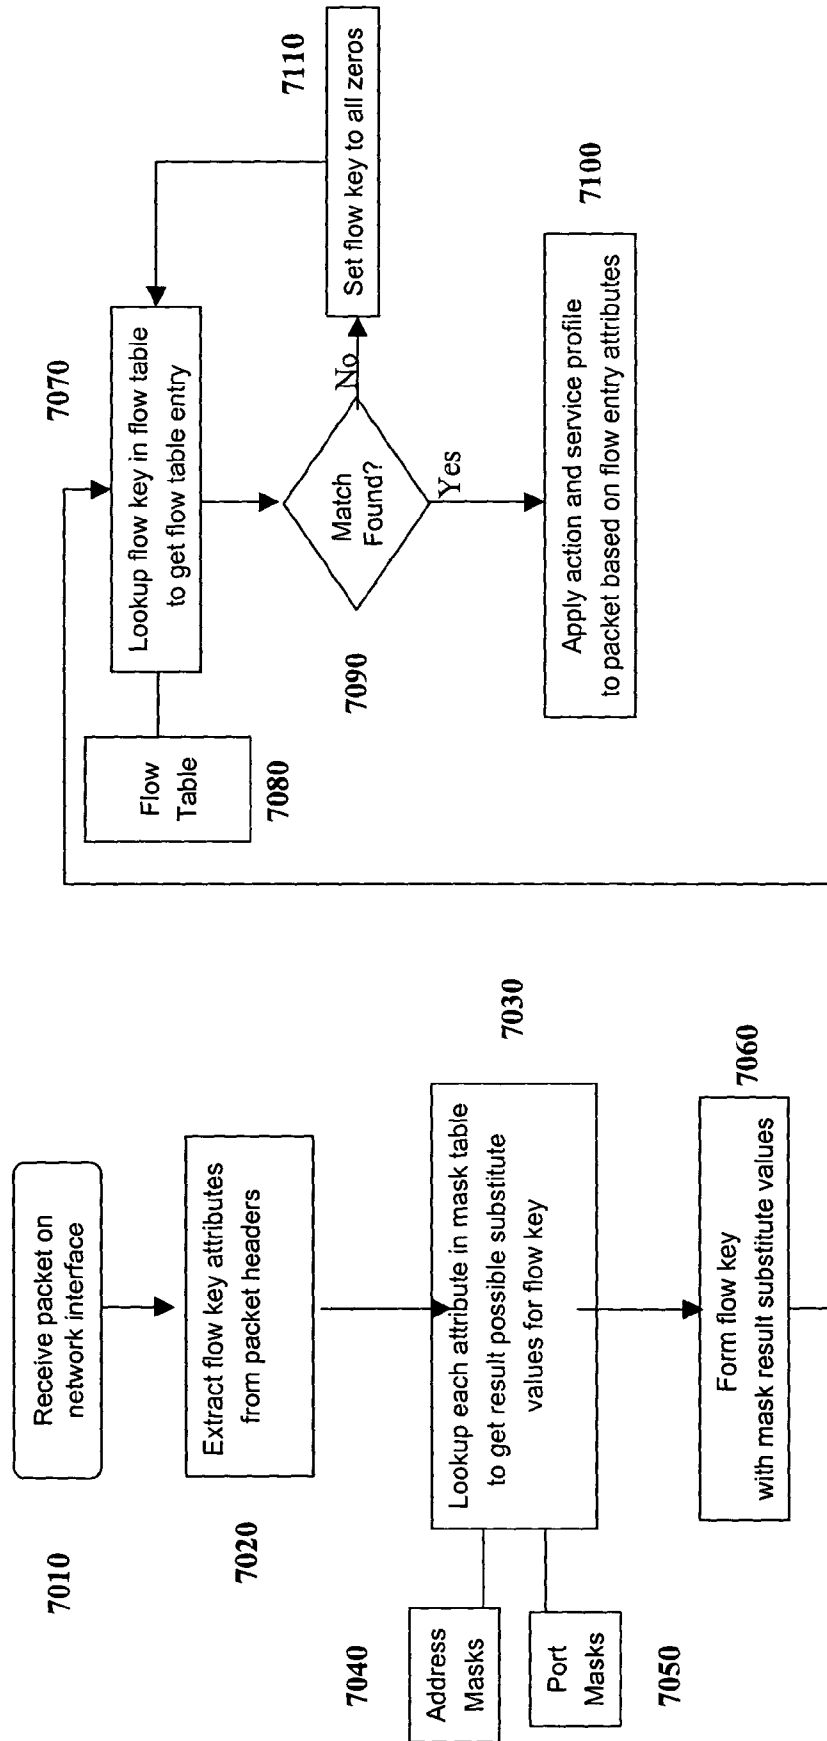 7010
Receive packet on
network interface
7020
Extract flow key attributes
from packet headers
7030
Lookup each attribute in mask table
to get result possible substitute
values for flow key
7040
Address
Masks
Port
Masks
7050
7060
Form flow key
with mask result substitute values
7070
Lookup flow key in flow table
to get flow table entry
Flow
Table
7080
7090
Match
Found?
No
Yes
7110
Set flow key to all zeros
7100
Apply action and service profile
to packet based on flow entry attributes